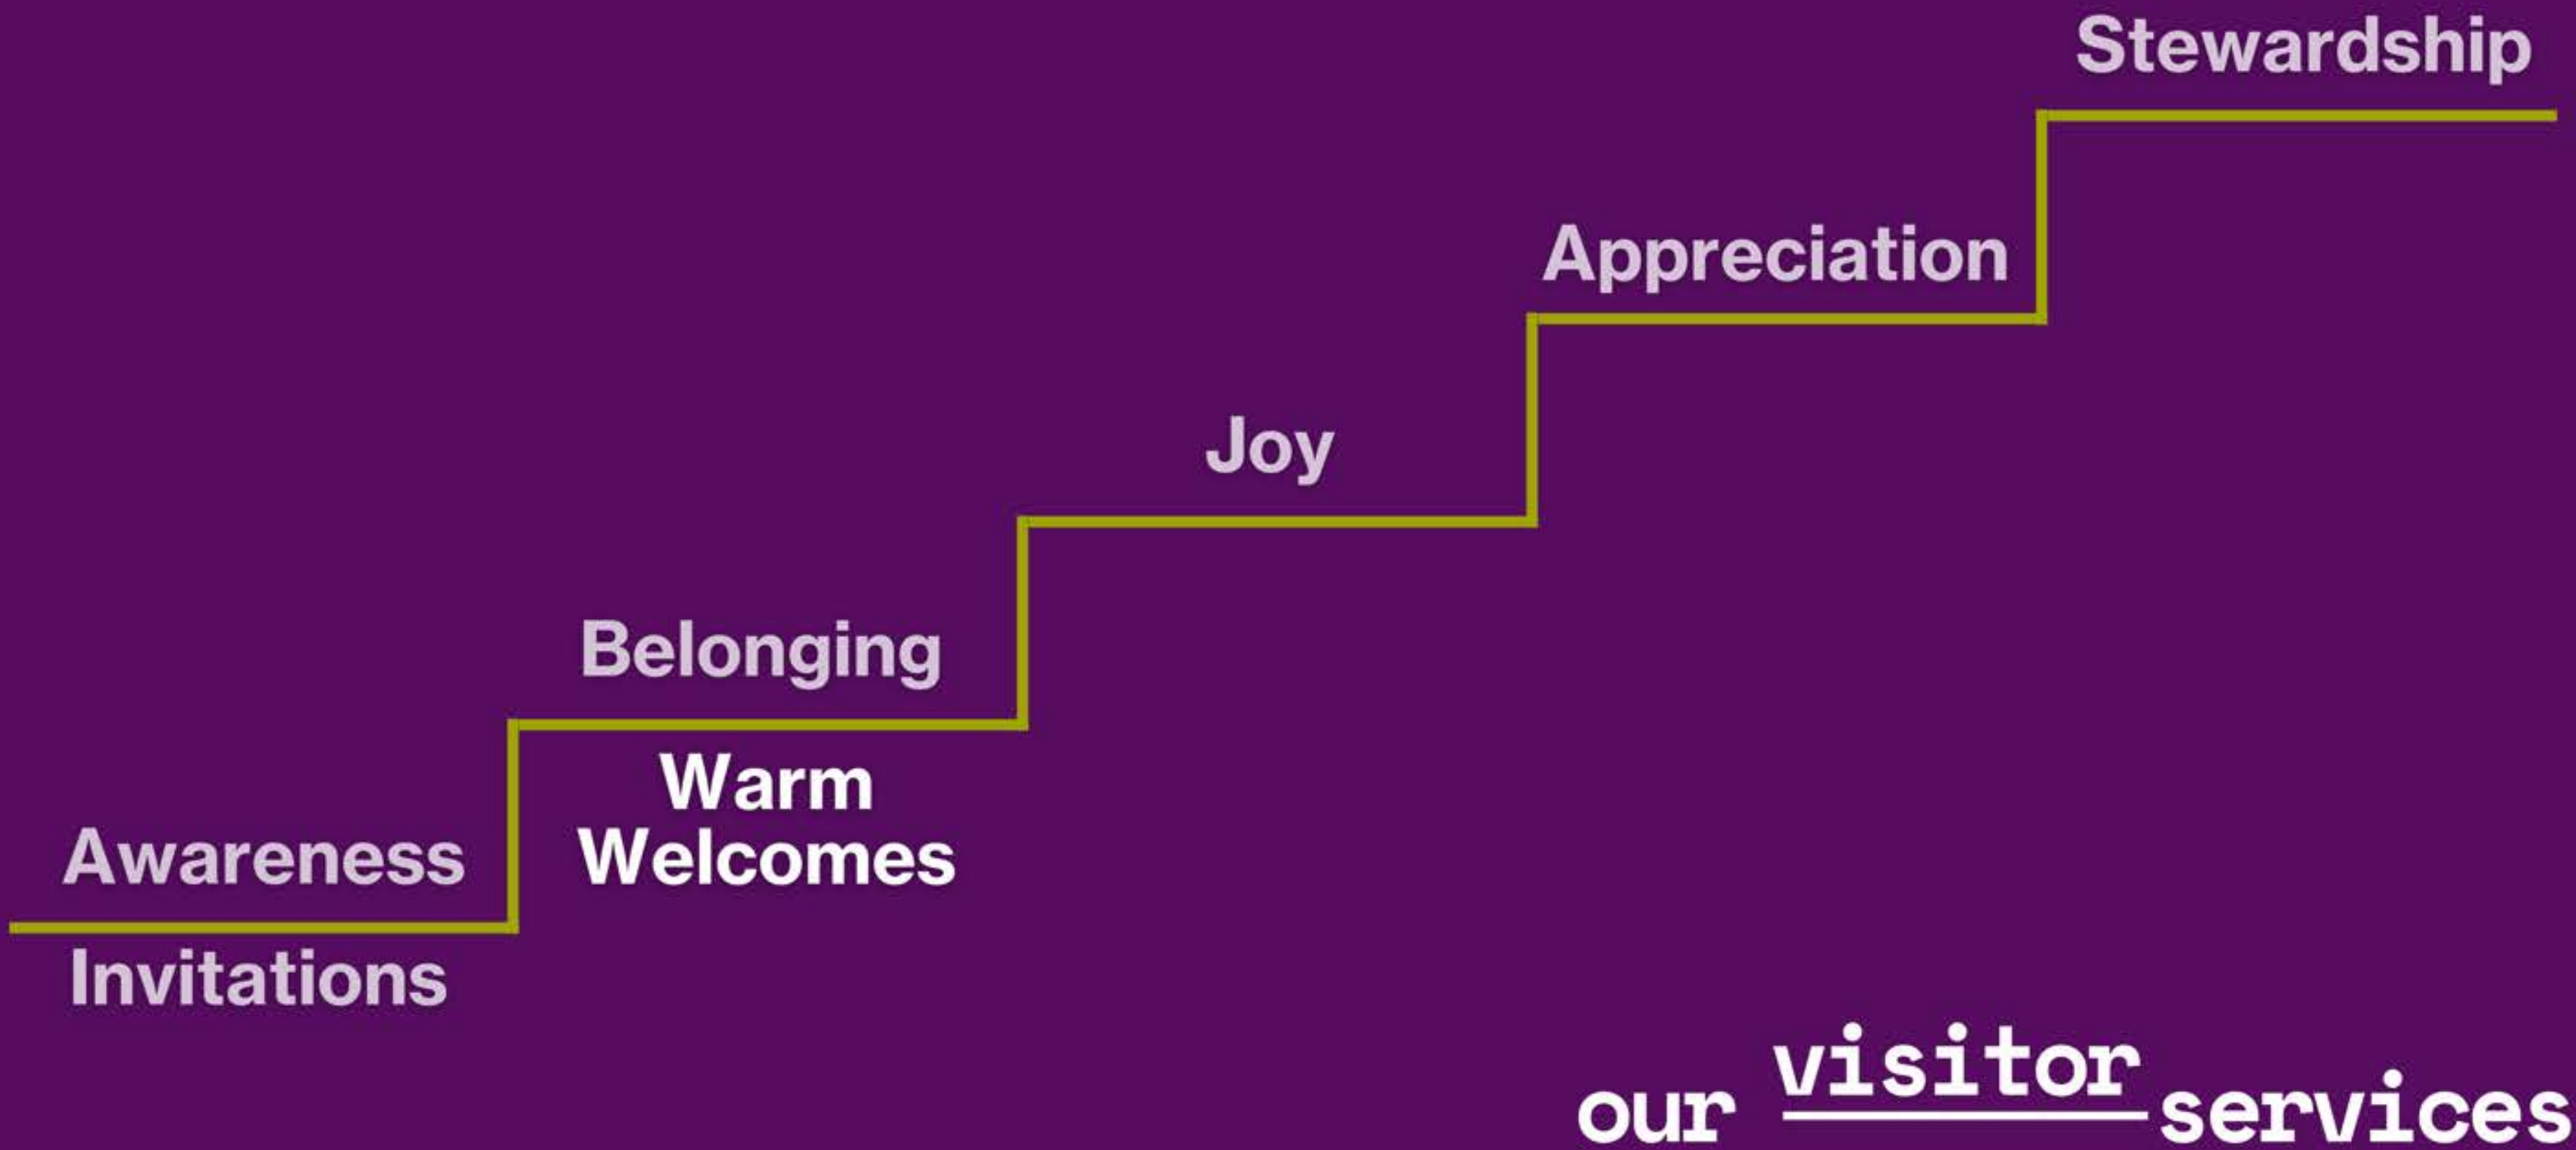 Stewardship
Appreciation
Joy
Belonging
Warm
Welcomes
Awareness
Invitations
our visitor services